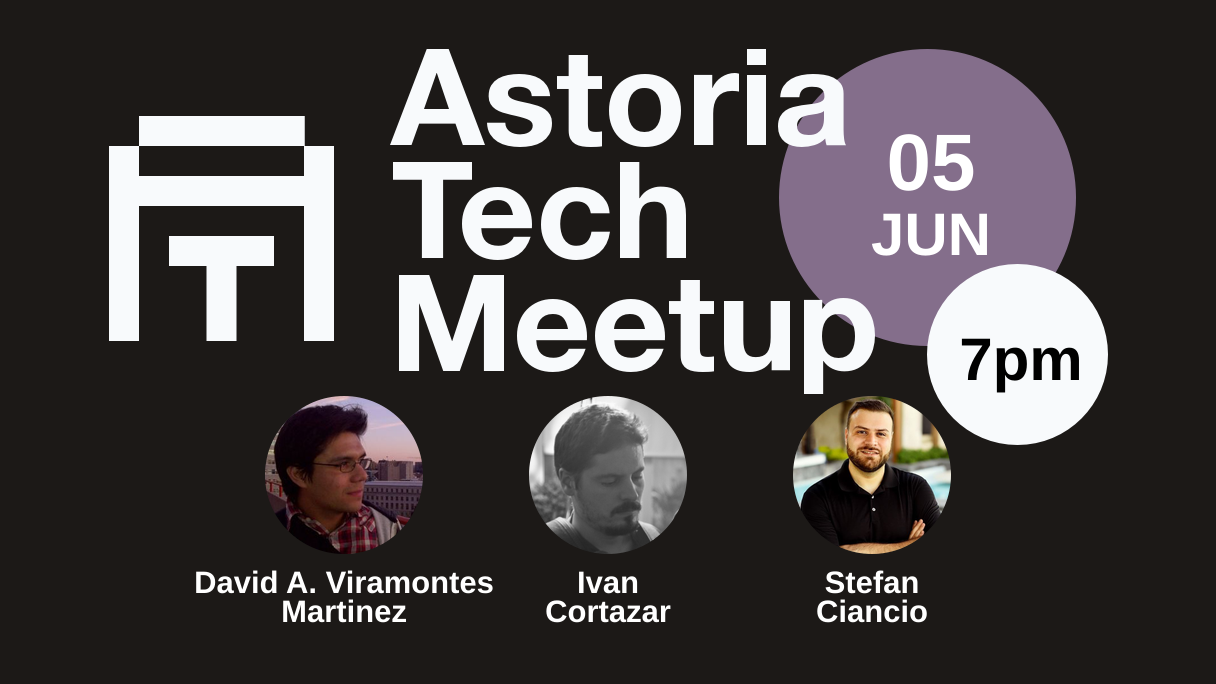 Astoria
Tech
Meetup
05
JUN
7pm
David A. Viramontes
Martinez
Ivan
Cortazar
Stefan
Ciancio